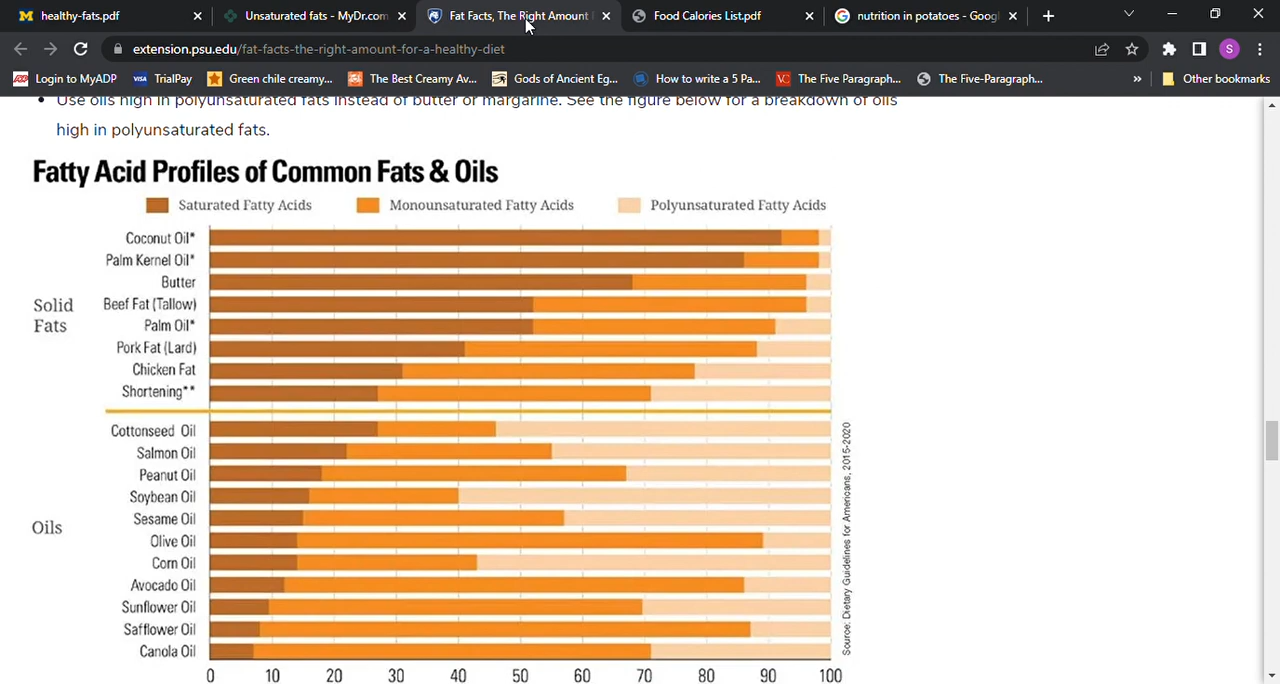 healthy-fats.pdf
Unsaturated fats - MyDr.com
Fat Facts, The Right Amount
Food Calories List.pdf
nutrition in potatoes - Goog
extension.psu.edu/fat-facts-the-right-amount-for-a-healthy-diet
S
Login to MyADP
VISA
TrialPay
Green chile creamy...
The Best Creamy Av...
Gods of Ancient Eg...
How to write a 5 Pa...
VC
The Five Paragraph...
The Five-Paragraph...
»
Other bookmarks
• Use oils high in polyunsaturated fats instead of butter or margarine. See the figure below for a breakdown of oils
high in polyunsaturated fats.
Fatty Acid Profiles of Common Fats & Oils
Saturated Fatty Acids
Monounsaturated Fatty Acids
Polyunsaturated Fatty Acids
Solid
Fats
Coconut Oil*
Palm Kernel Oil*
Butter
Beef Fat (Tallow)
Palm Oil*
Pork Fat (Lard)
Chicken Fat
Shortening**
Oils
Cottonseed Oil
Salmon Oil
Peanut Oil
Soybean Oil
Sesame Oil
Olive Oil
Corn Oil
Avocado Oil
Sunflower Oil
Safflower Oil
Canola Oil
0 10 20 30 40 50 60 70 80 90 100
Source: Dietary Guidelines for Americans, 2015-2020